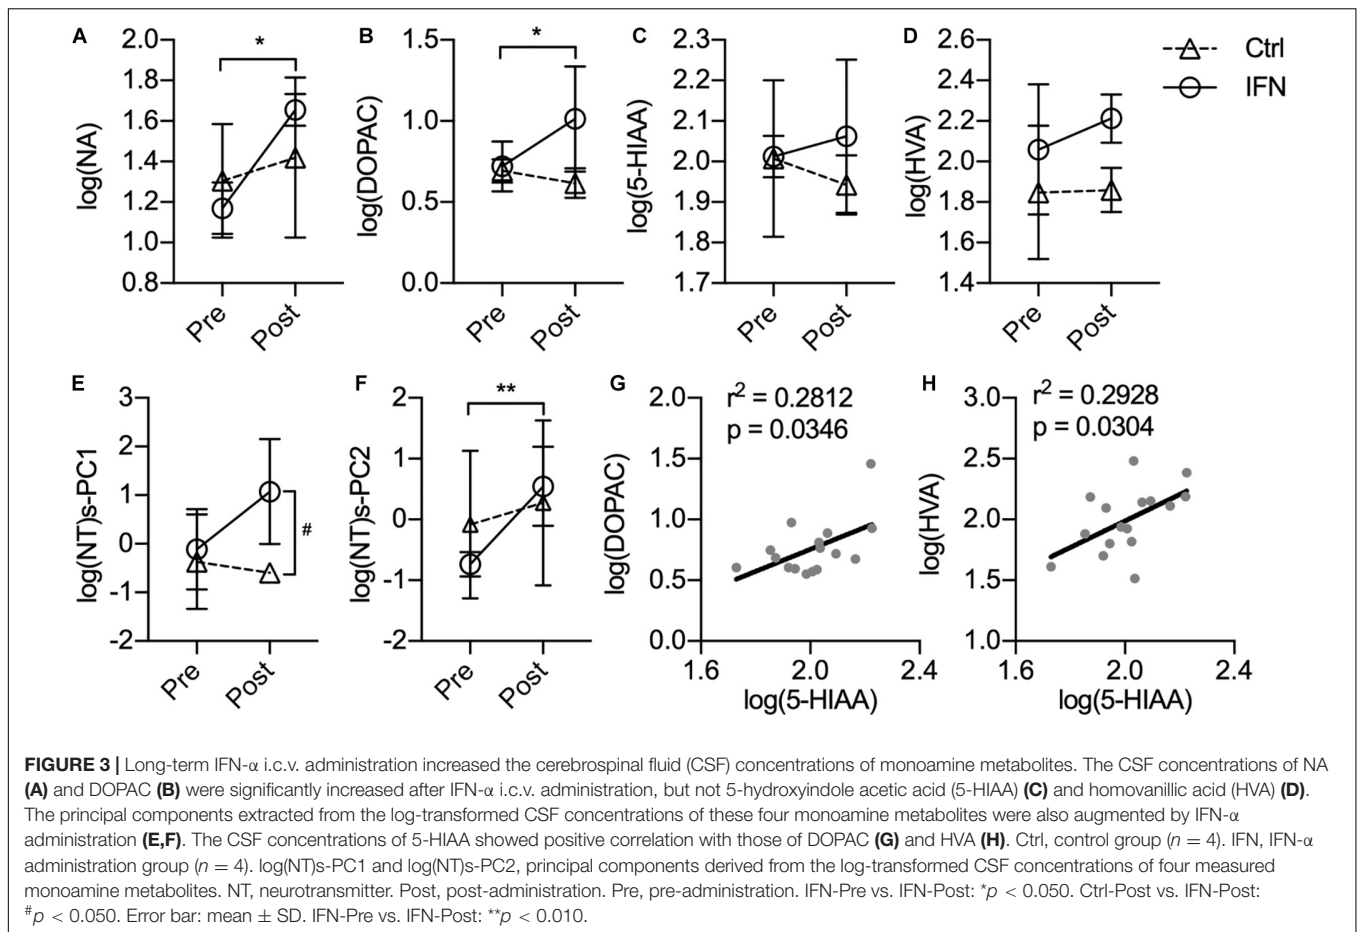 A
B
C
D
log(NA)
2.0
1.8
1.6
1.4
1.2
1.0
0.8
*
Pre
Post
log(DOPAC)
1.5
1.0
0.5
0.0
*
Pre
Post
log(5-HIAA)
2.3
2.2
2.1
2.0
1.9
1.8
1.7
Pre
Post
log(HVA)
2.6
2.4
2.2
2.0
1.8
1.6
1.4
Pre
Post
Ctrl
IFN
E
F
G
H
log(NT)s-PC1
3
2
1
0
-1
-2
#
Pre
Post
log(NT)s-PC2
2
1
0
-1
-2
**
Pre
Post
log(DOPAC)
2.0
1.5
1.0
0.5
0.0
r² = 0.2812
p = 0.0346
1.6 2.0 2.4
log(5-HIAA)
log(HVA)
3.0
2.5
2.0
1.5
1.0
r² = 0.2928
p = 0.0304
1.6 2.0 2.4
log(5-HIAA)
FIGURE 3 | Long-term IFN-α i.c.v. administration increased the cerebrospinal fluid (CSF) concentrations of monoamine metabolites. The CSF concentrations of NA
(A) and DOPAC (B) were significantly increased after IFN-α i.c.v. administration, but not 5-hydroxyindole acetic acid (5-HIAA) (C) and homovanillic acid (HVA) (D).
The principal components extracted from the log-transformed CSF concentrations of these four monoamine metabolites were also augmented by IFN-α
administration (E,F). The CSF concentrations of 5-HIAA showed positive correlation with those of DOPAC (G) and HVA (H). Ctrl, control group (n = 4). IFN, IFN-α
administration group (n = 4). log(NT)s-PC1 and log(NT)s-PC2, principal components derived from the log-transformed CSF concentrations of four measured
monoamine metabolites. NT, neurotransmitter. Post, post-administration. Pre, pre-administration. IFN-Pre vs. IFN-Post: *p < 0.050. Ctrl-Post vs. IFN-Post:
#p < 0.050. Error bar: mean ± SD. IFN-Pre vs. IFN-Post: **p < 0.010.